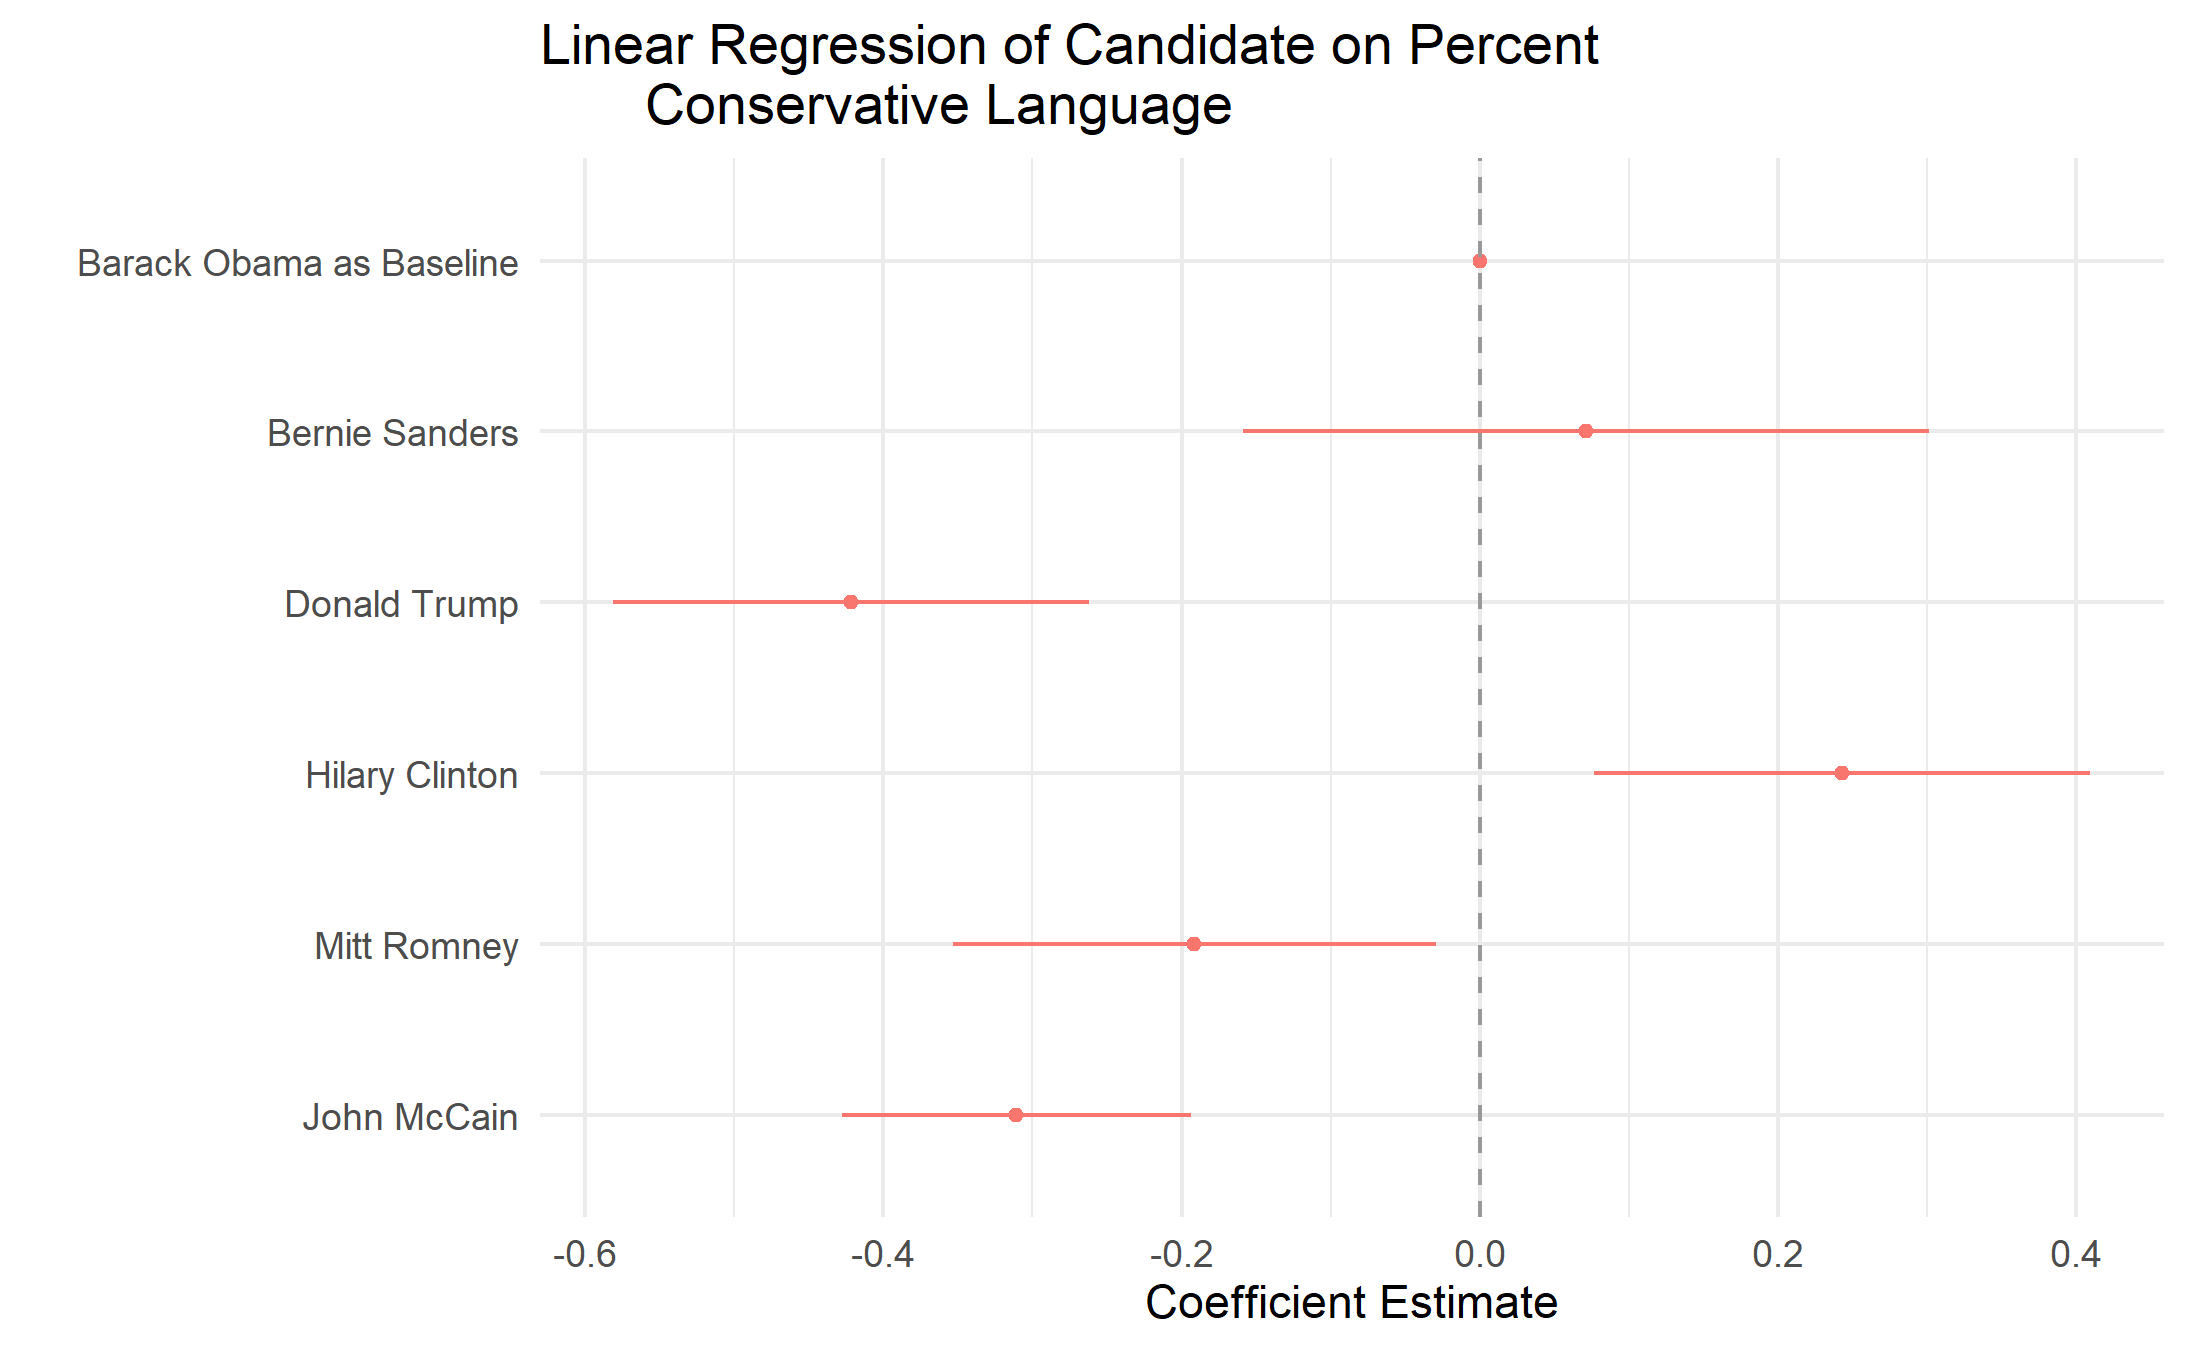 Linear Regression of Candidate on Percent
Conservative Language
Barack Obama as Baseline
Bernie Sanders
Donald Trump
Hilary Clinton
Mitt Romney
John McCain
-0.6 -0.4 -0.2 0.0 0.2 0.4
Coefficient Estimate